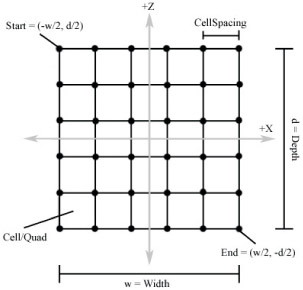 +Z
Start = (-w/2, d/2)
CellSpacing
+X
d = Depth
Cell/Quad
End = (w/2, -d/2)
w = Width